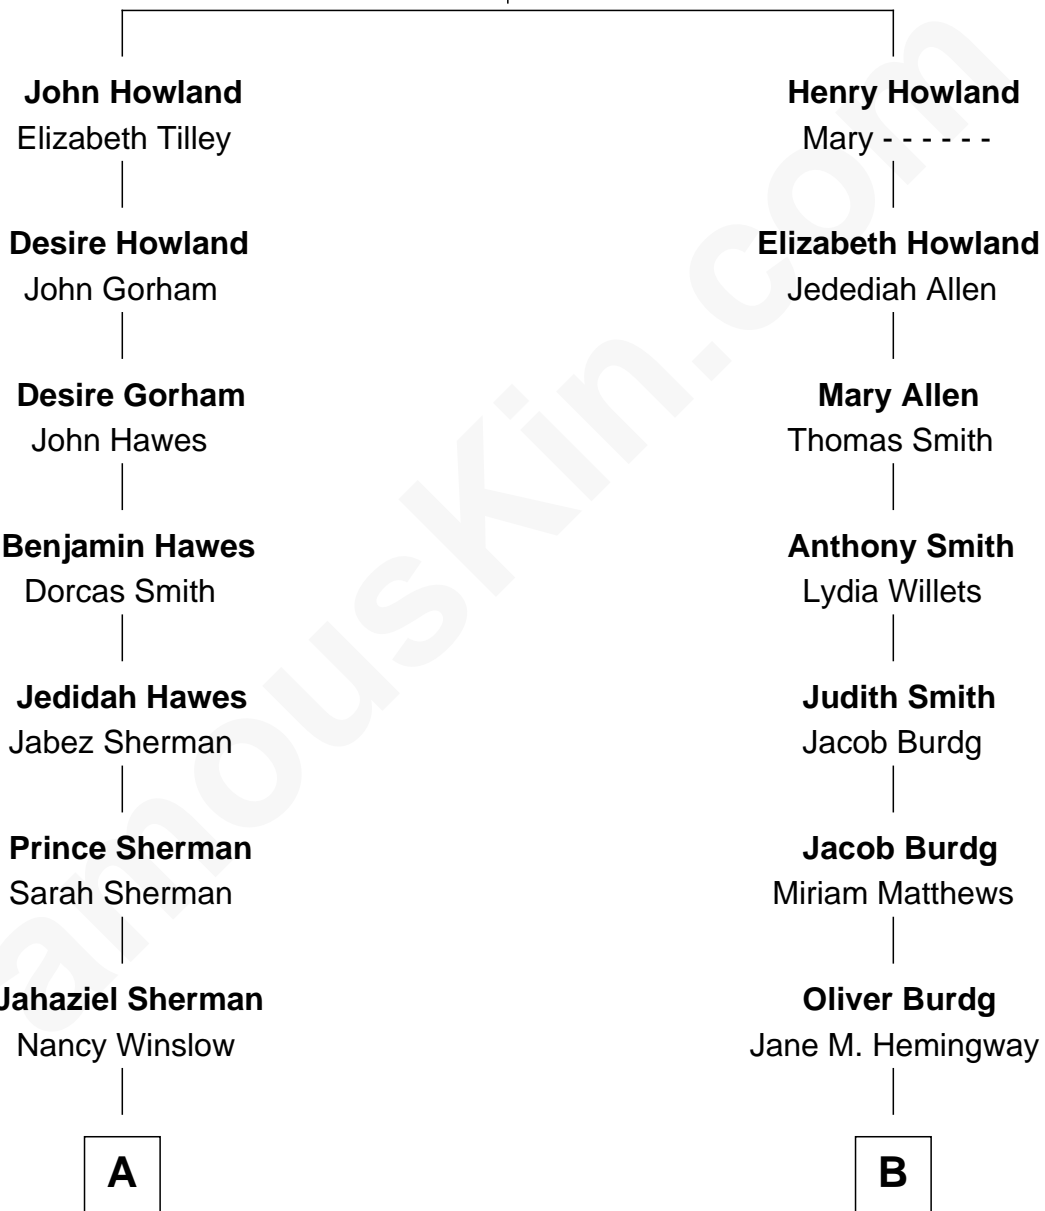 John Howland
Elizabeth Tilley
Desire Howland
John Gorham
Desire Gorham
John Hawes
Benjamin Hawes
Dorcas Smith
Jedidah Hawes
Jabez Sherman
Prince Sherman
Sarah Sherman
Jahaziel Sherman
Nancy Winslow
A
Henry Howland
Mary - - - - - -
Elizabeth Howland
Jedediah Allen
Mary Allen
Thomas Smith
Anthony Smith
Lydia Willets
Judith Smith
Jacob Burdg
Jacob Burdg
Miriam Matthews
Oliver Burdg
Jane M. Hemingway
B
amouskin.com